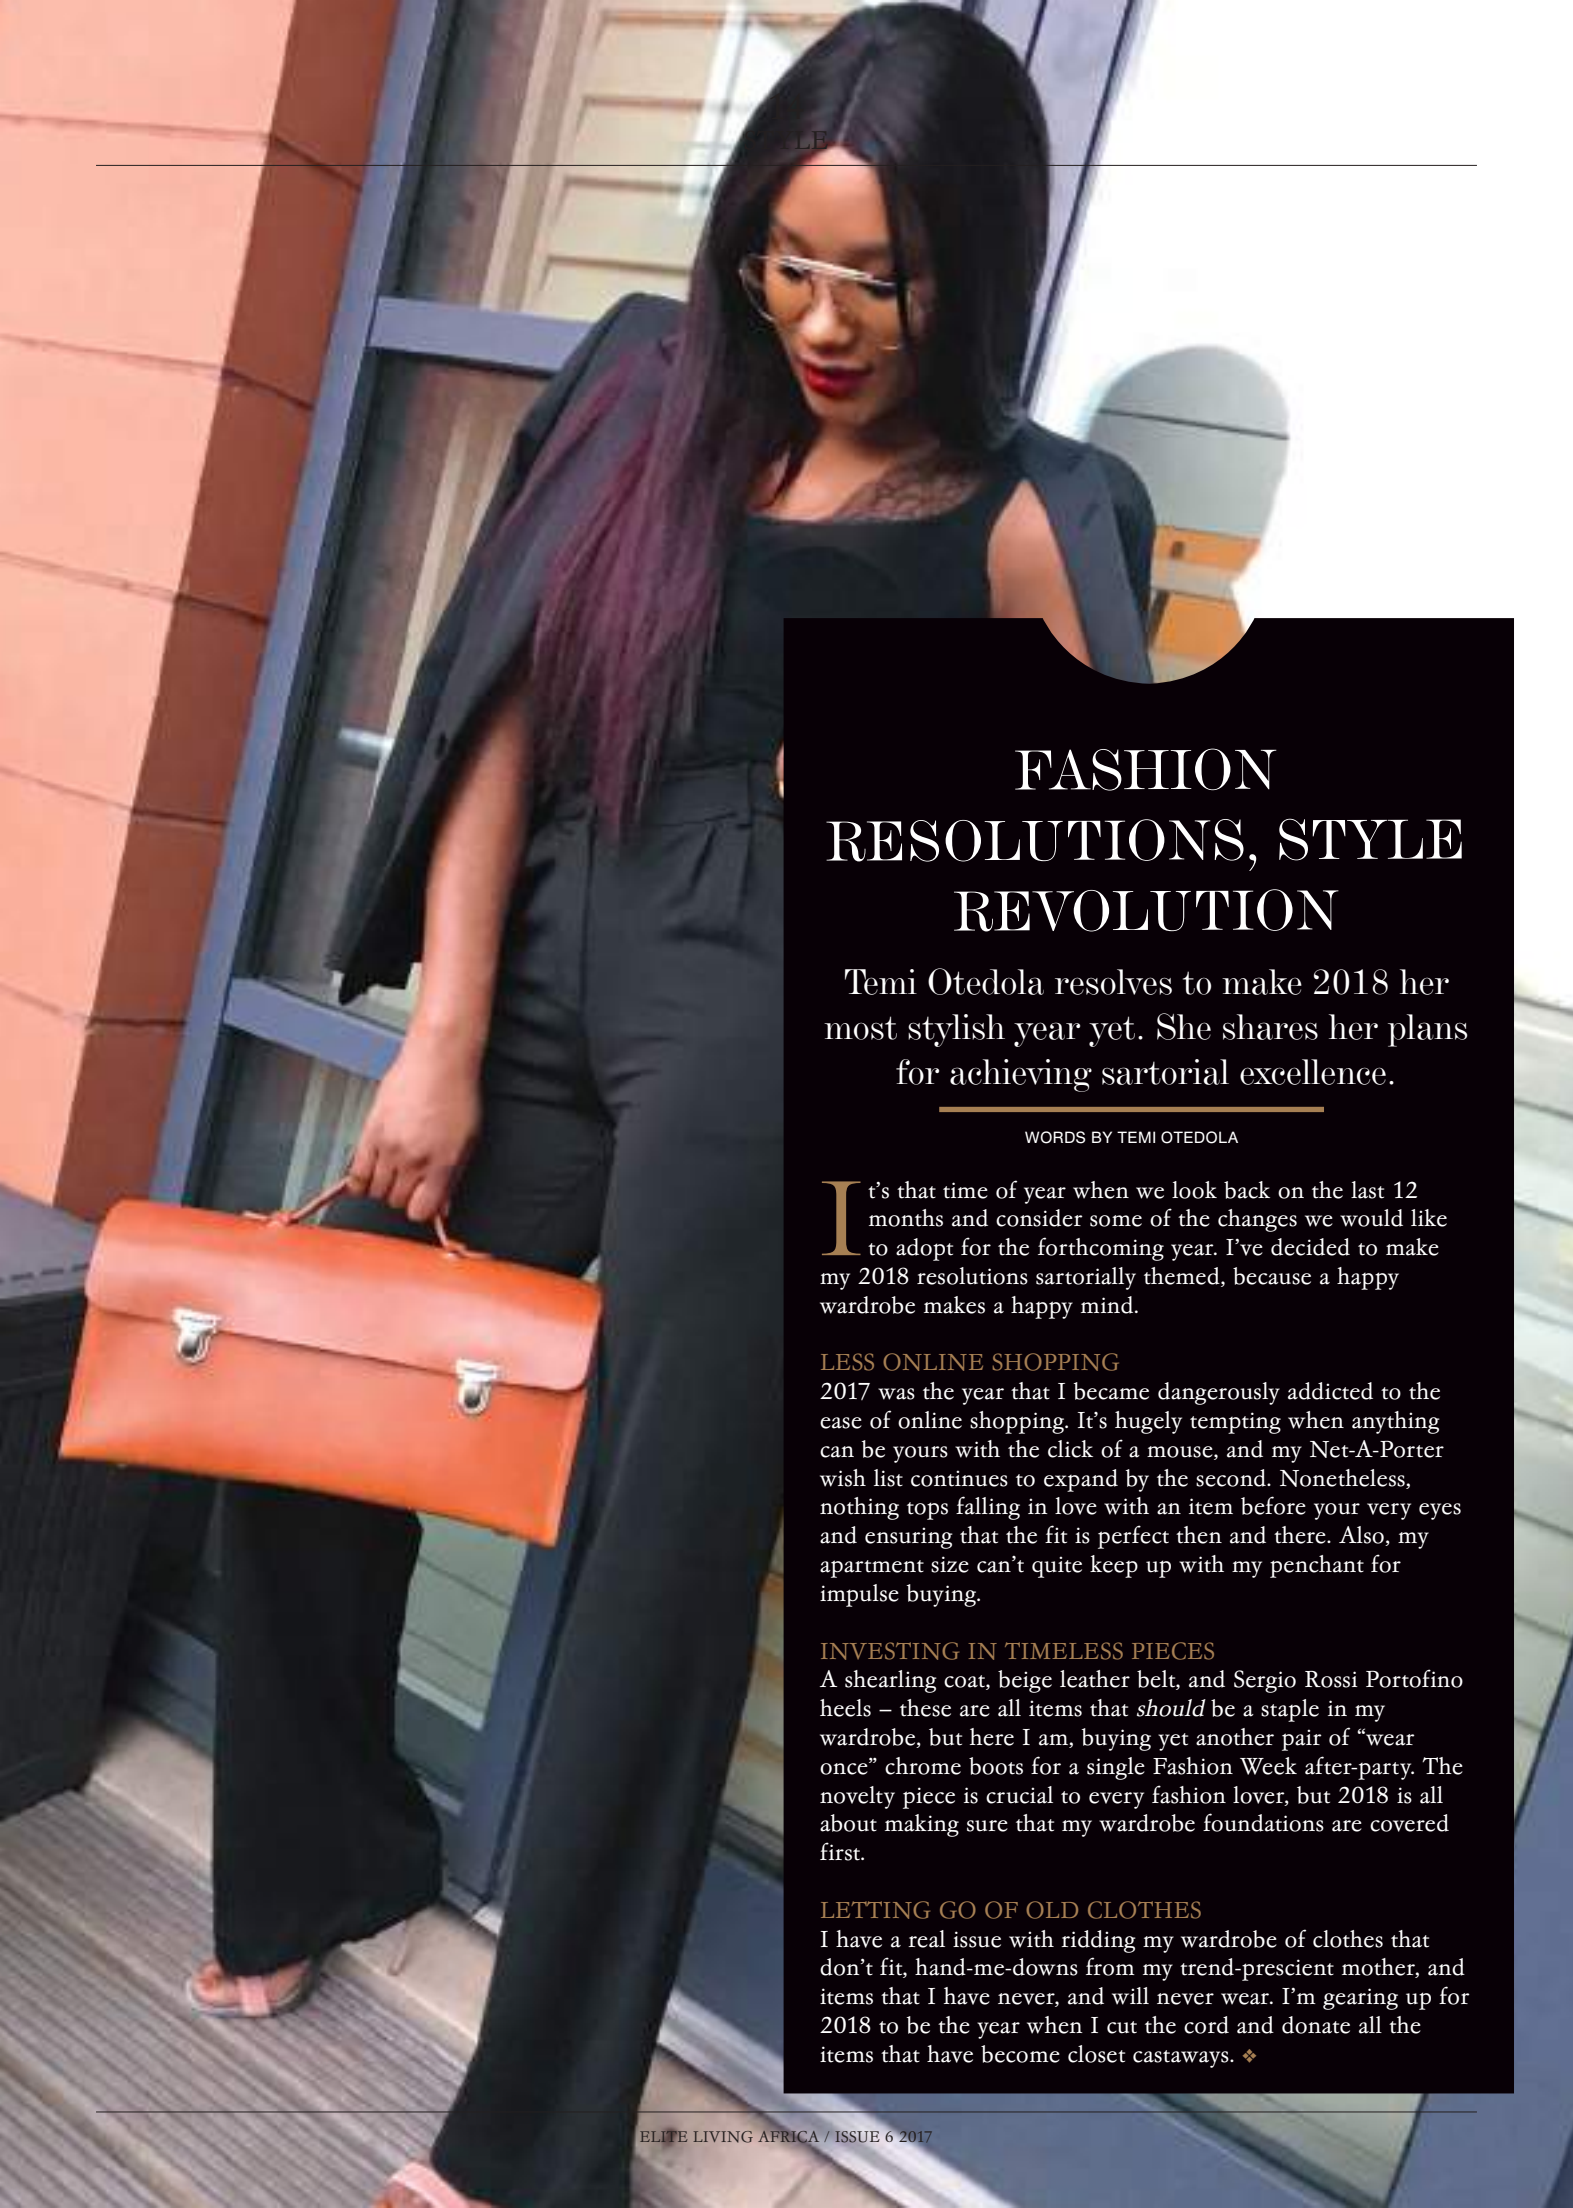 FASHION
RESOLUTIONS, STYLE
REVOLUTION
Temi Otedola resolves to make 2018 her
most stylish year yet. She shares her plans
for achieving sartorial excellence.
WORDS BY TEMI OTEDOLA
It’s that time of year when we look back on the last 12
months and consider some of the changes we would like
to adopt for the forthcoming year. I’ve decided to make
my 2018 resolutions sartorially themed, because a happy
wardrobe makes a happy mind.
LESS ONLINE SHOPPING
2017 was the year that I became dangerously addicted to the
ease of online shopping. It’s hugely tempting when anything
can be yours with the click of a mouse, and my Net-A-Porter
wish list continues to expand by the second. Nonetheless,
nothing tops falling in love with an item before your very eyes
and ensuring that the fit is perfect then and there. Also, my
apartment size can’t quite keep up with my penchant for
impulse buying.
INVESTING IN TIMELESS PIECES
A shearling coat, beige leather belt, and Sergio Rossi Portofino
heels – these are all items that should be a staple in my
wardrobe, but here I am, buying yet another pair of “wear
once” chrome boots for a single Fashion Week after-party. The
novelty piece is crucial to every fashion lover, but 2018 is all
about making sure that my wardrobe foundations are covered
first.
LETTING GO OF OLD CLOTHES
I have a real issue with ridding my wardrobe of clothes that
don’t fit, hand-me-downs from my trend-prescient mother, and
items that I have never, and will never wear. I’m gearing up for
2018 to be the year when I cut the cord and donate all the
items that have become closet castaways. ❖
ELITE LIVING AFRICA / ISSUE 6 2017